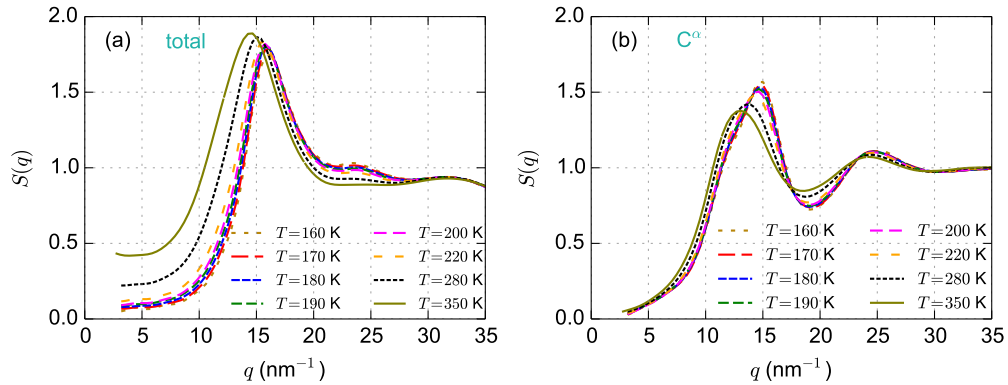 (a) total
S(q)
2.0
1.5
1.0
0.5
0.0
T=160 K
T=170 K
T=180 K
T=190 K
T=200 K
T=220 K
T=280 K
T=350 K
0 5 10 15 20 25 30 35
q (nm⁻¹)
(b) Cᵅ
S(q)
2.0
1.5
1.0
0.5
0.0
T=160 K
T=170 K
T=180 K
T=190 K
T=200 K
T=220 K
T=280 K
T=350 K
0 5 10 15 20 25 30 35
q (nm⁻¹)